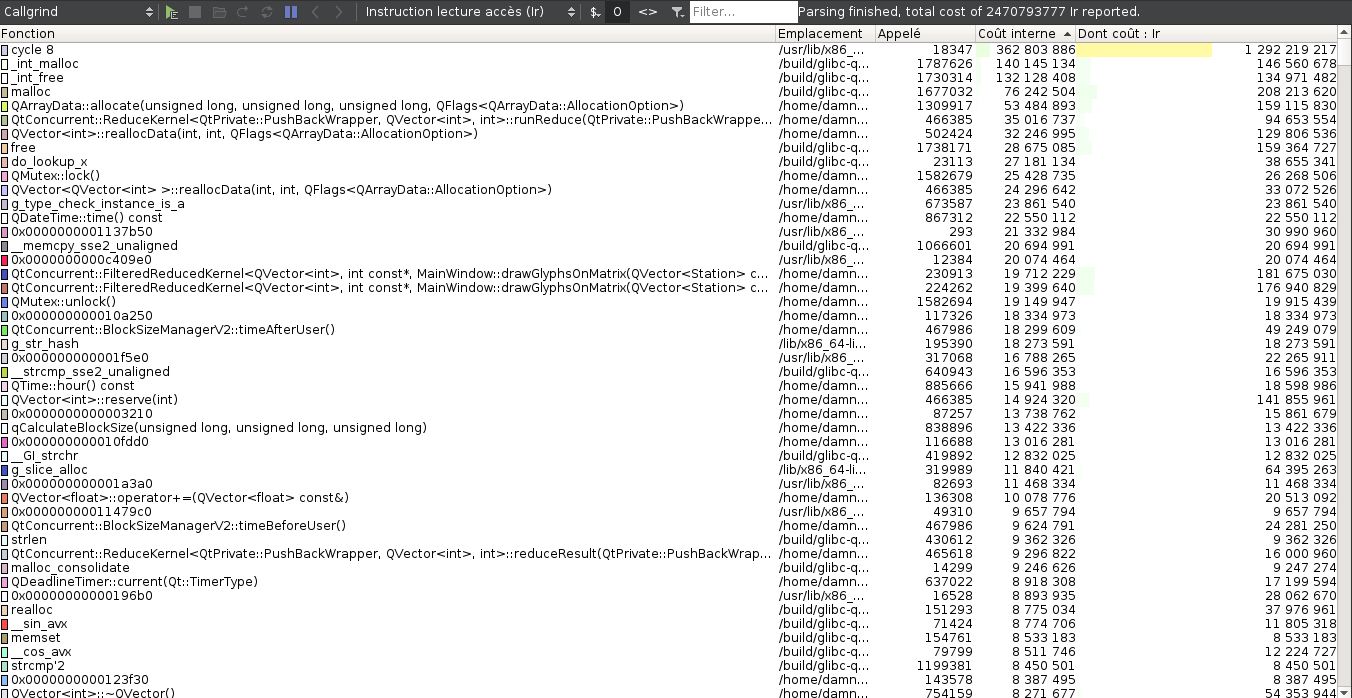 Callgrind Instruction lecture accès (Ir) $ 0 <> Filter... Parsing finished, total cost of 2470793777 Ir reported.
Fonction Emplacement Appelé Coût interne Dont coût : Ir
cycle 8 /usr/lib/x86_... 18347 362 803 886 1 292 219 217
_int_malloc /build/glibc-q... 1787626 140 145 134 146 560 678
_int_free /build/glibc-q... 1730314 132 128 408 134 971 482
malloc /build/glibc-q... 1677032 76 242 504 208 213 620
QArrayData::allocate(unsigned long, unsigned long, unsigned long, QFlags<QArrayData::AllocationOption>) /home/damn... 1309917 53 484 893 159 115 830
QtConcurrent::ReduceKernel<QtPrivate::PushBackWrapper, QVector<int>, int>::runReduce(QtPrivate::PushBackWrappe... /home/damn... 466385 35 016 737 94 653 554
QVector<int>::reallocData(int, int, QFlags<QArrayData::AllocationOption>) /home/damn... 502424 32 246 995 129 806 536
free /build/glibc-q... 1738171 28 675 085 159 364 727
do_lookup_x /build/glibc-q... 23113 27 181 134 38 655 341
QMutex::lock() /home/damn... 1582679 25 428 735 26 268 506
QVector<QVector<int> >::reallocData(int, int, QFlags<QArrayData::AllocationOption>) /home/damn... 466385 24 296 642 33 072 526
g_type_check_instance_is_a /usr/lib/x86_... 673587 23 861 540 23 861 540
QDateTime::time() const /home/damn... 867312 22 550 112 22 550 112
0x0000000001137b50 /usr/lib/x86_... 293 21 332 984 30 990 960
__memcpy_sse2_unaligned /build/glibc-q... 1066601 20 694 991 20 694 991
0x0000000000c409e0 /usr/lib/x86_... 12384 20 074 464 20 074 464
QtConcurrent::FilteredReducedKernel<QVector<int>, int const*, MainWindow::drawGlyphsOnMatrix(QVector<Station> c... /home/damn... 230913 19 712 229 181 675 030
QtConcurrent::FilteredReducedKernel<QVector<int>, int const*, MainWindow::drawGlyphsOnMatrix(QVector<Station> c... /home/damn... 224262 19 399 640 176 940 829
QMutex::unlock() /home/damn... 1582694 19 149 947 19 915 439
0x000000000010a250 /usr/lib/x86_... 117326 18 334 973 18 334 973
QtConcurrent::BlockSizeManagerV2::timeAfterUser() /home/damn... 467986 18 299 609 49 249 079
g_str_hash /lib/x86_64-li... 195390 18 273 591 18 273 591
0x000000000001f5e0 /usr/lib/x86_... 317068 16 788 265 22 265 911
__strcmp_sse2_unaligned /build/glibc-q... 640943 16 596 353 16 596 353
QTime::hour() const /home/damn... 885666 15 941 988 18 598 986
QVector<int>::reserve(int) /home/damn... 466385 14 924 320 141 855 961
0x0000000000003210 /usr/lib/x86_... 87257 13 738 762 15 861 679
qCalculateBlockSize(unsigned long, unsigned long, unsigned long) /home/damn... 838896 13 422 336 13 422 336
0x000000000010fdd0 /usr/lib/x86_... 116688 13 016 281 13 016 281
__GI_strchr /build/glibc-q... 419892 12 832 025 12 832 025
g_slice_alloc /lib/x86_64-li... 319989 11 840 421 64 395 263
0x000000000001a3a0 /usr/lib/x86_... 82693 11 468 334 11 468 334
QVector<float>::operator+=(QVector<float> const&) /home/damn... 136308 10 078 776 20 513 092
0x00000000011479c0 /usr/lib/x86_... 49310 9 657 794 9 657 794
QtConcurrent::BlockSizeManagerV2::timeBeforeUser() /home/damn... 467986 9 624 791 24 281 250
strlen /build/glibc-q... 430612 9 362 326 9 362 326
QtConcurrent::ReduceKernel<QtPrivate::PushBackWrapper, QVector<int>, int>::reduceResult(QtPrivate::PushBackWrap... /home/damn... 465618 9 296 822 16 000 960
malloc_consolidate /build/glibc-q... 14299 9 246 626 9 247 274
QDeadlineTimer::current(Qt::TimerType) /home/damn... 637022 8 918 308 17 199 594
0x00000000000196b0 /usr/lib/x86_... 16528 8 893 935 28 062 670
realloc /build/glibc-q... 151293 8 775 034 37 976 961
__sin_avx /build/glibc-q... 71424 8 774 706 11 805 318
memset /build/glibc-q... 154761 8 533 183 8 533 183
__cos_avx /build/glibc-q... 79799 8 511 746 12 224 727
strcmp'2 /build/glibc-q... 1199381 8 450 501 8 450 501
0x0000000000123f30 /usr/lib/x86_... 143578 8 387 495 8 387 495
QVector<int>::~QVector() /home/damn... 754159 8 271 677 54 353 944